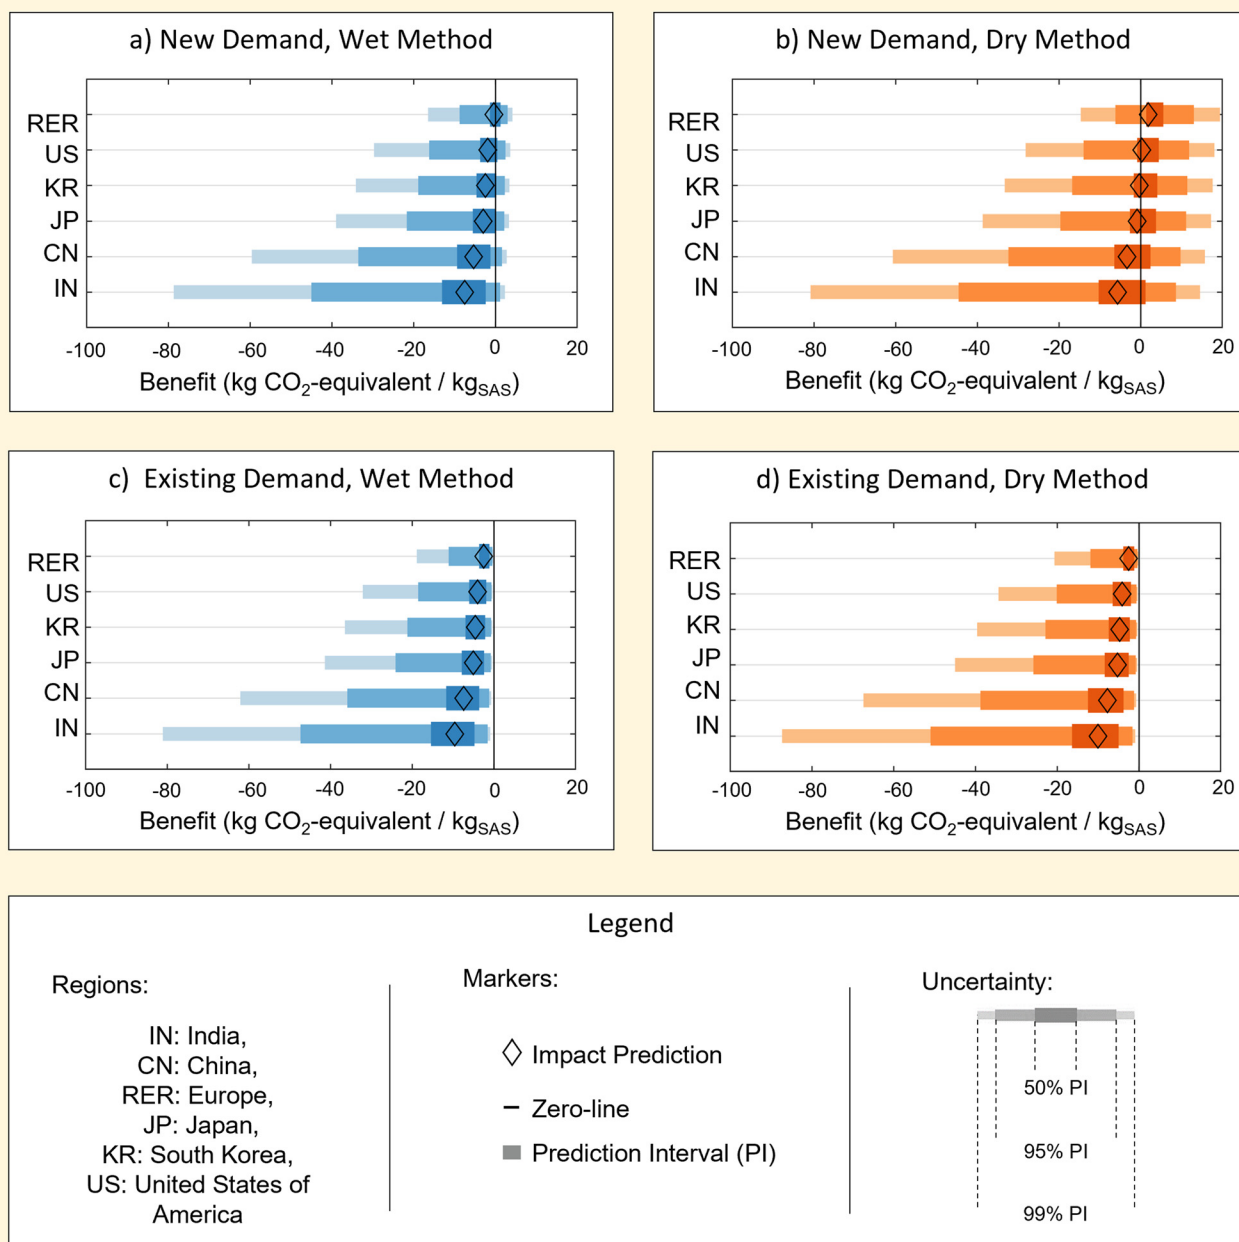 a) New Demand, Wet Method
RER
US
KR
JP
CN
IN
-100 -80 -60 -40 -20 0 20
Benefit (kg CO₂-equivalent / kg_SAS)
b) New Demand, Dry Method
RER
US
KR
JP
CN
IN
-100 -80 -60 -40 -20 0 20
Benefit (kg CO₂-equivalent / kg_SAS)
c) Existing Demand, Wet Method
RER
US
KR
JP
CN
IN
-100 -80 -60 -40 -20 0 20
Benefit (kg CO₂-equivalent / kg_SAS)
d) Existing Demand, Dry Method
RER
US
KR
JP
CN
IN
-100 -80 -60 -40 -20 0 20
Benefit (kg CO₂-equivalent / kg_SAS)
Legend
Regions:
IN: India,
CN: China,
RER: Europe,
JP: Japan,
KR: South Korea,
US: United States of
America
Markers:
Impact Prediction
Zero-line
Prediction Interval (PI)
Uncertainty:
50% PI
95% PI
99% PI